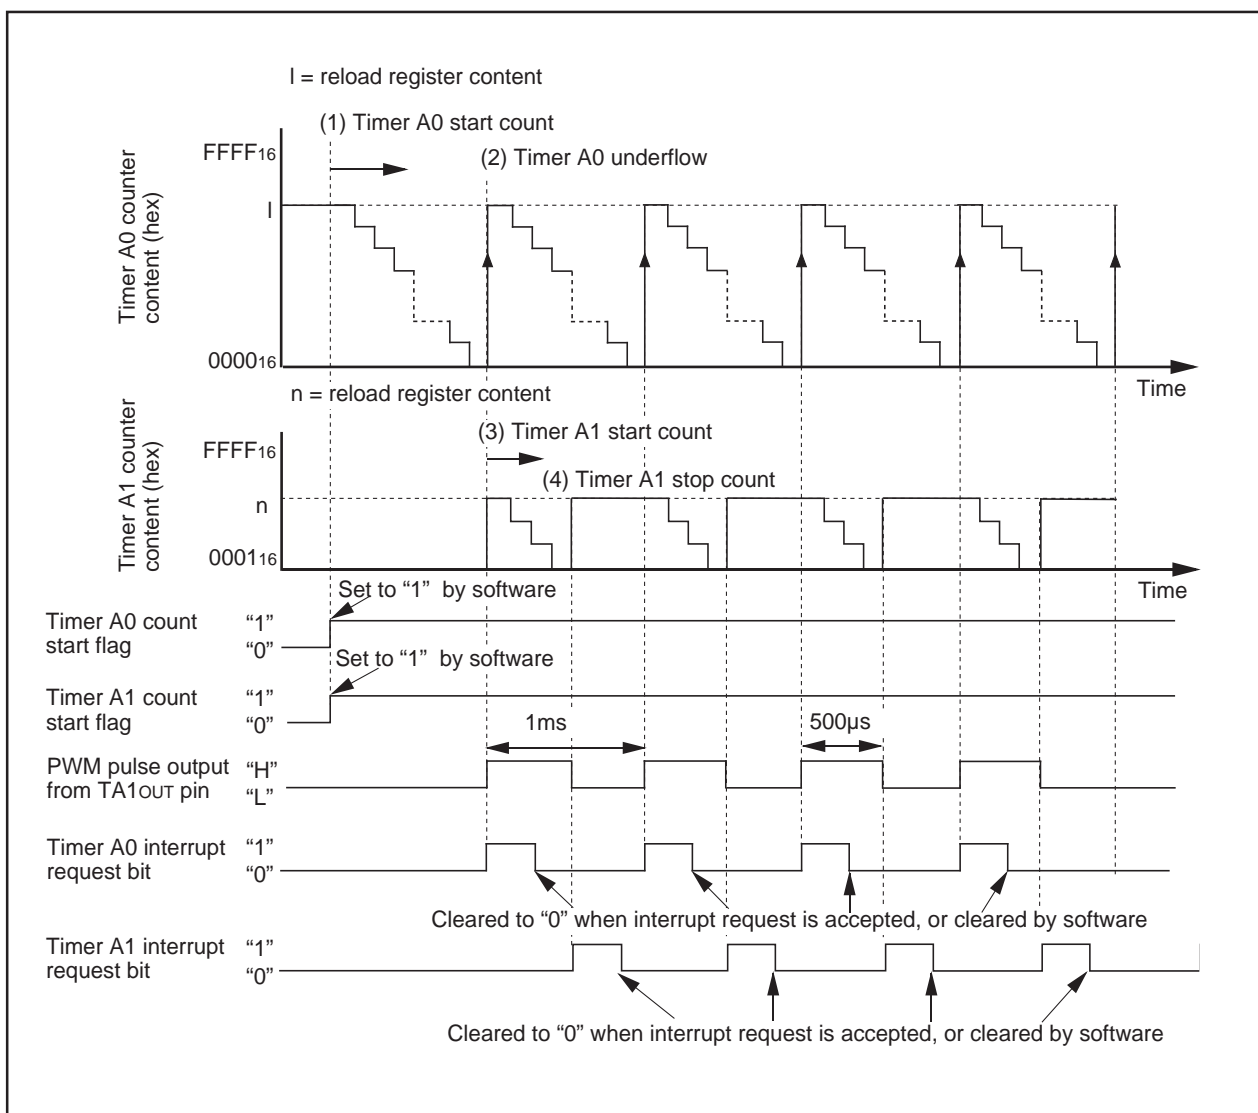 l = reload register content
(1) Timer A0 start count
FFFF16
(2) Timer A0 underflow
Timer A0 counter
content (hex)
l
000016
Time
n = reload register content
(3) Timer A1 start count
FFFF16
Timer A1 counter
content (hex)
(4) Timer A1 stop count
n
000116
Time
Set to “1” by software
Timer A0 count
start flag
“1”
“0”
Set to “1” by software
Timer A1 count
start flag
“1”
“0”
1ms
500µs
PWM pulse output
from TA1OUT pin
“H”
“L”
Timer A0 interrupt
request bit
“1”
“0”
Cleared to “0” when interrupt request is accepted, or cleared by software
Timer A1 interrupt
request bit
“1”
“0”
Cleared to “0” when interrupt request is accepted, or cleared by software